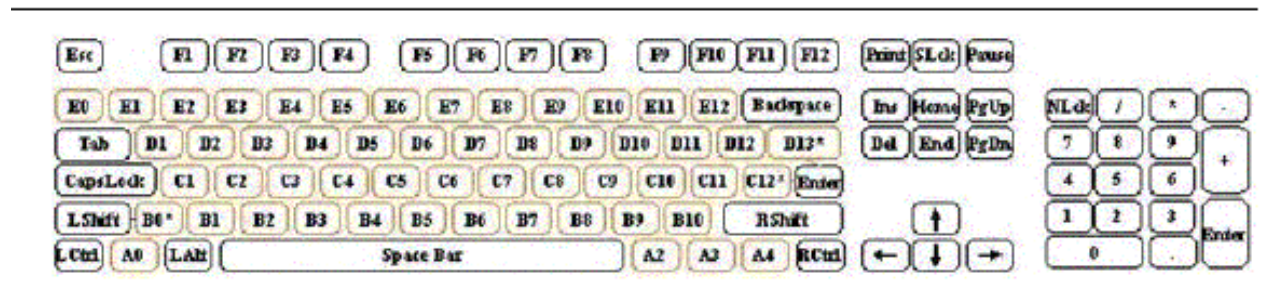 Esc F1 F2 F3 F4 F5 F6 F7 F8 F9 F10 F11 F12 Print SLck Pause
E0 E1 E2 E3 E4 E5 E6 E7 E8 E9 E10 E11 E12 Backspace Ins Home PgUp NLck / * -
Tab D1 D2 D3 D4 D5 D6 D7 D8 D9 D10 D11 D12 D13* Del End PgDn 7 8 9 +
CapsLock C1 C2 C3 C4 C5 C6 C7 C8 C9 C10 C11 C12* Enter 4 5 6
LShift B0* B1 B2 B3 B4 B5 B6 B7 B8 B9 B10 RShift ↑ 1 2 3 Enter
LCtrl A0 LAlt Space Bar A2 A3 A4 RCtrl ← ↓ → 0 .